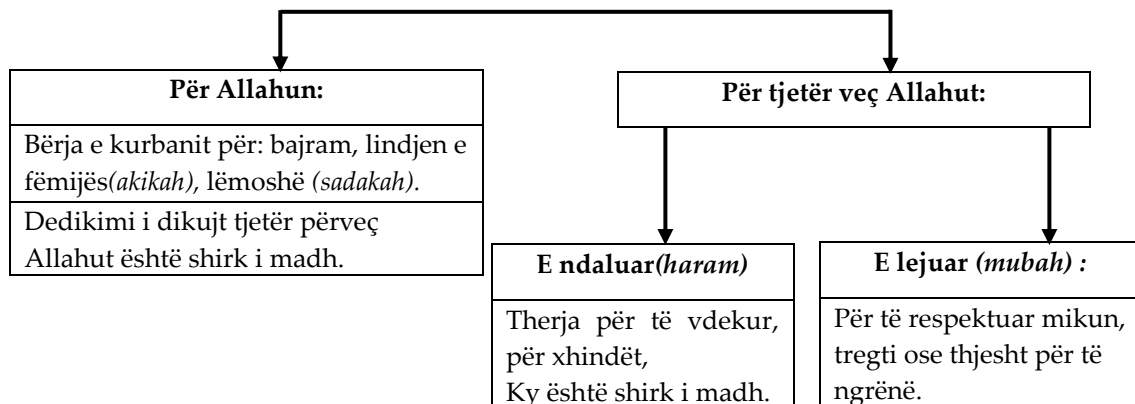 Për Allahun:
Bërja e kurbanit për: bajram, lindjen e
fëmijës(akikah), lëmoshë (sadakah).
Dedikimi i dikujt tjetër përveç
Allahut është shirk i madh.
Për tjetër veç Allahut:
E ndaluar(haram)
Therja për të vdekur,
për xhindët,
Ky është shirk i madh.
E lejuar (mubah) :
Për të respektuar mikun,
tregti ose thjesht për të
ngrënë.